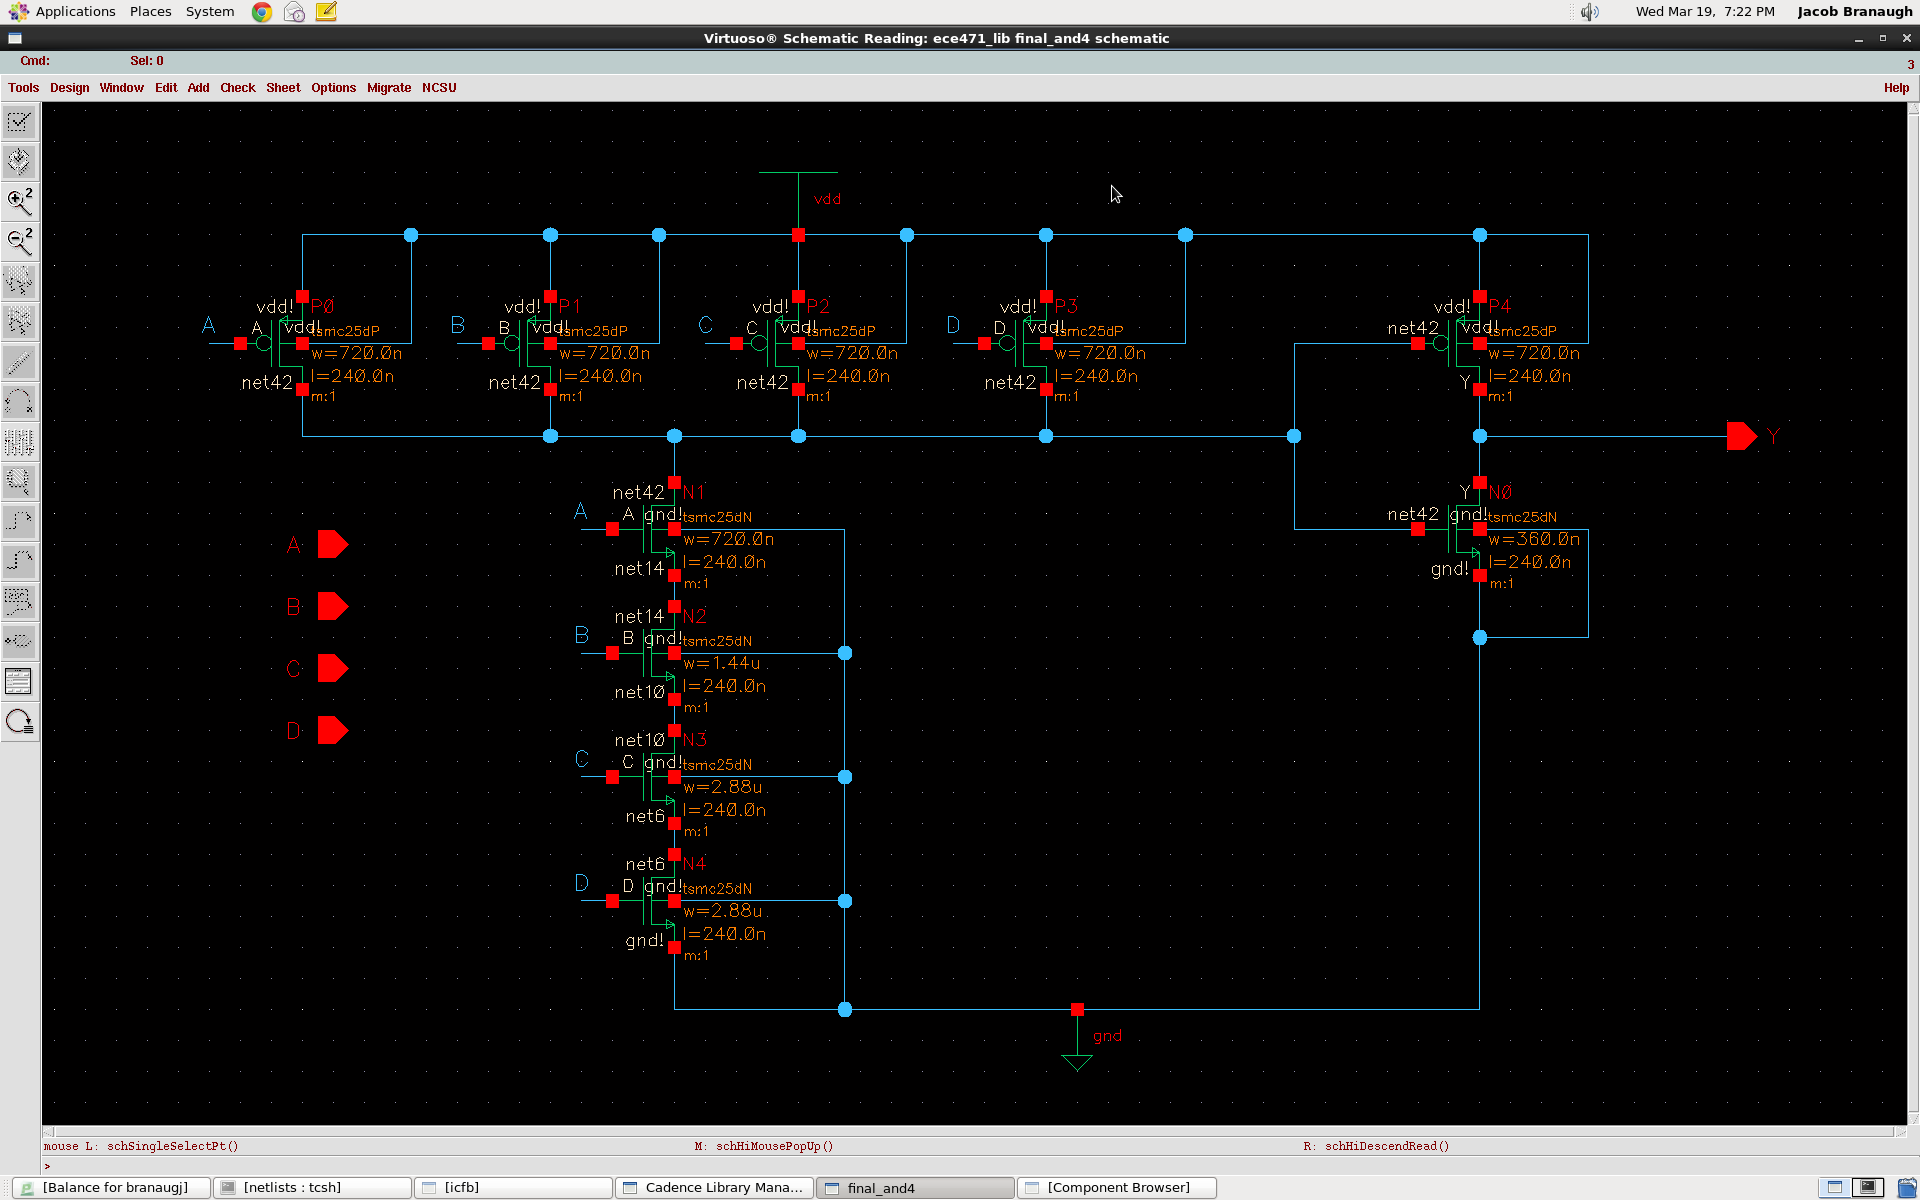 Applications Places System Wed Mar 19, 7:22 PM Jacob Branaugh
Virtuoso® Schematic Reading: ece471_lib final_and4 schematic
Cmd: Sel: 0 3
Tools Design Window Edit Add Check Sheet Options Migrate NCSU Help
2
2
vdd
A
vdd! P0
A vdd! tsmc25dP
w=720.0n
l=240.0n
net42
m:1
B
vdd! P1
B vdd! tsmc25dP
w=720.0n
l=240.0n
net42
m:1
C
vdd! P2
C vdd! tsmc25dP
w=720.0n
l=240.0n
net42
m:1
D
vdd! P3
D vdd! tsmc25dP
w=720.0n
l=240.0n
net42
m:1
vdd! P4
net42 vdd! tsmc25dP
w=720.0n
l=240.0n
Y
m:1
Y
A
B
C
D
net42 N1
A
A gnd! tsmc25dN
w=720.0n
l=240.0n
net14
m:1
net14 N2
B
B gnd! tsmc25dN
w=1.44u
l=240.0n
net10
m:1
net10 N3
C
C gnd! tsmc25dN
w=2.88u
l=240.0n
net6
m:1
net6 N4
D
D gnd! tsmc25dN
w=2.88u
l=240.0n
gnd!
m:1
Y N0
net42 gnd! tsmc25dN
w=360.0n
l=240.0n
gnd!
m:1
gnd
mouse L: schSingleSelectPt() M: schHiMousePopUp() R: schHiDescendRead()
>
[Balance for branaugj] [netlists : tcsh] [icfb] Cadence Library Mana... final_and4 [Component Browser]